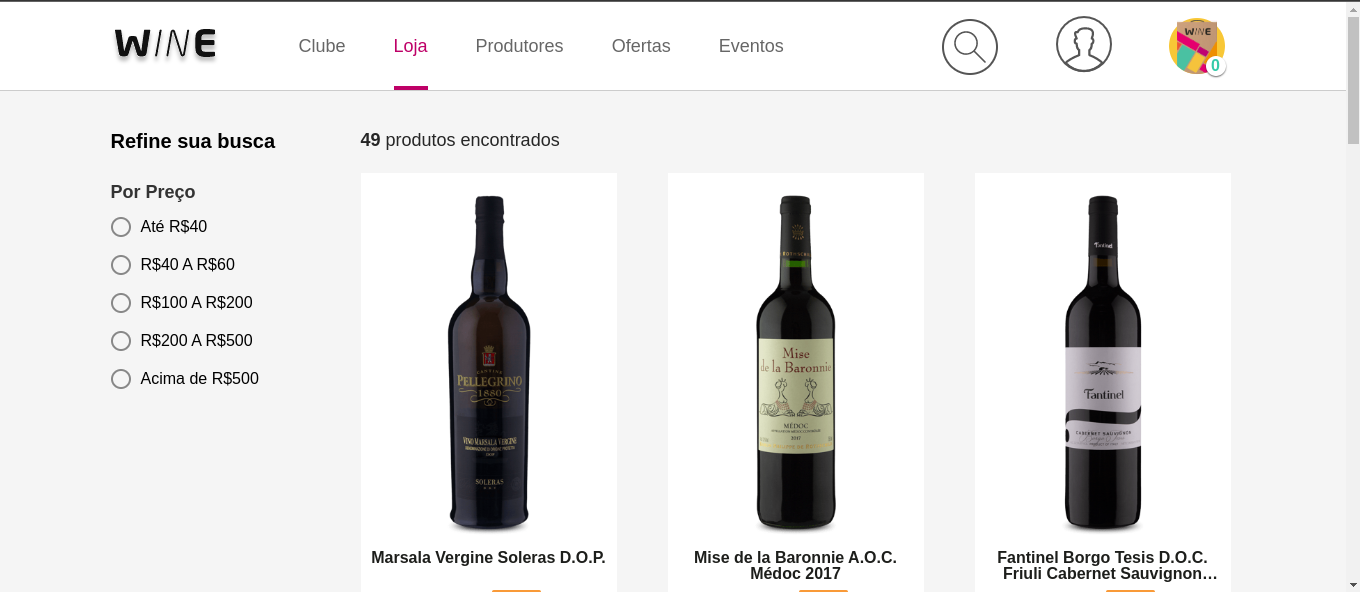 WINE
Clube
Loja
Produtores
Ofertas
Eventos
WINE
0
Refine sua busca
49 produtos encontrados
Por Preço
Até R$40
R$40 A R$60
R$100 A R$200
R$200 A R$500
Acima de R$500
CANTINE
PELLEGRINO
1880
VINO MARSALA VERGINE
SOLERAS
Mise
de la Baronnie
MÉDOC
2017
Fantinel
Fantinel
CABERNET SAUVIGNON
Marsala Vergine Soleras D.O.P.
Mise de la Baronnie A.O.C.
Médoc 2017
Fantinel Borgo Tesis D.O.C.
Friuli Cabernet Sauvignon…